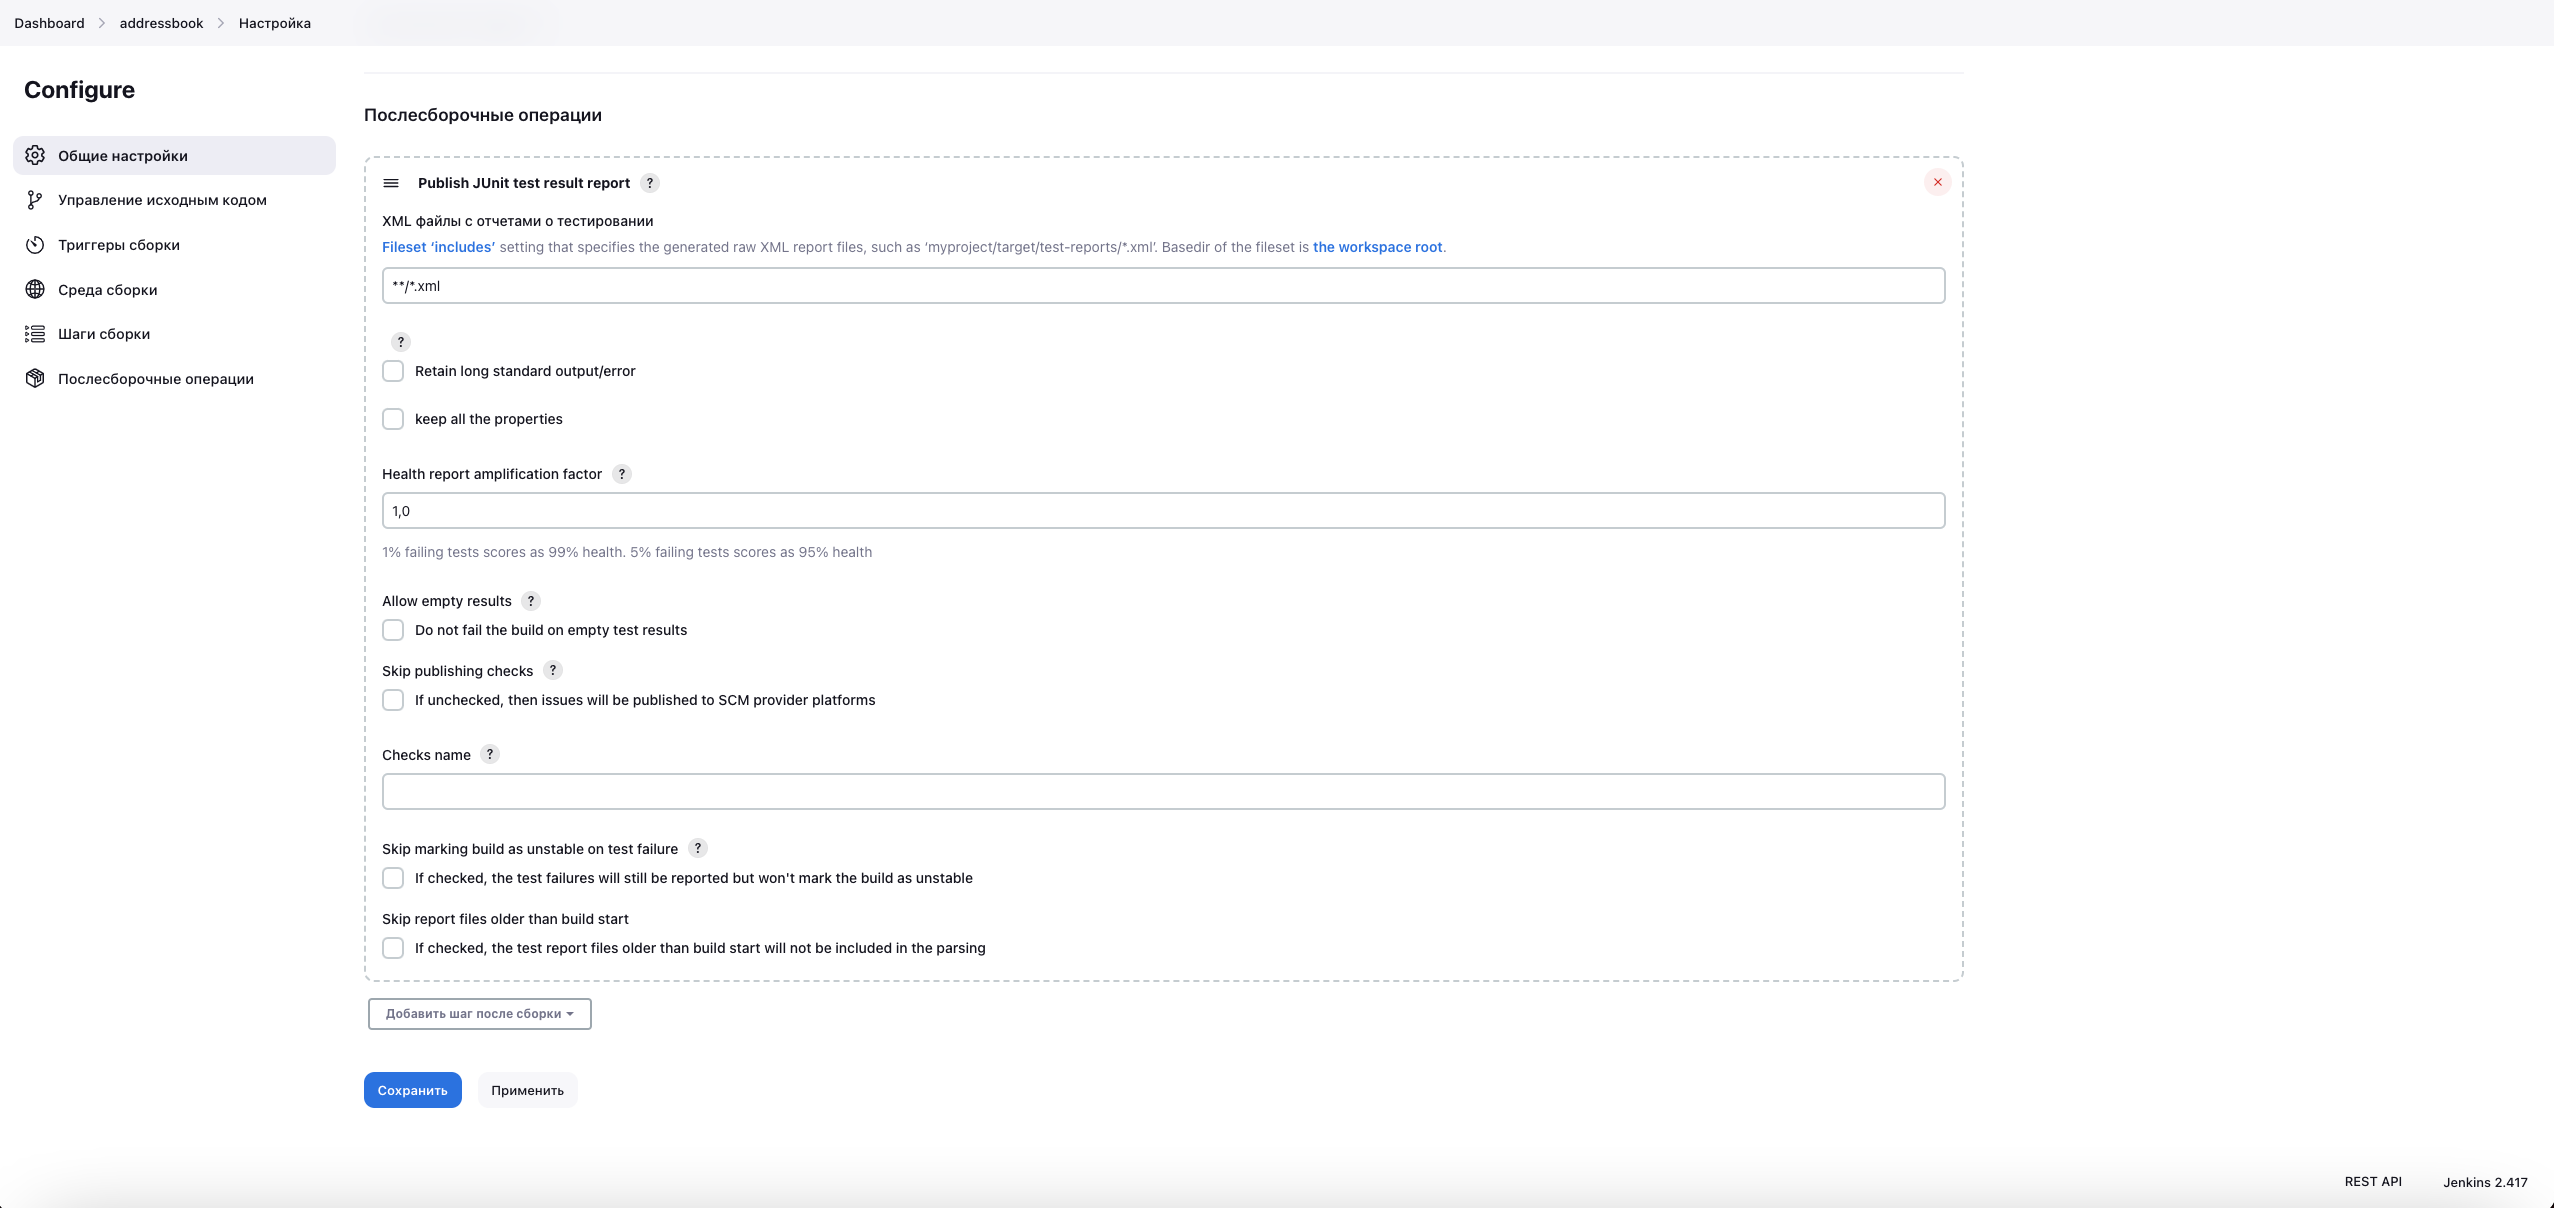 Dashboard addressbook Настройка
Configure
Общие настройки
Управление исходным кодом
Триггеры сборки
Среда сборки
Шаги сборки
Послесборочные операции
Послесборочные операции
Publish JUnit test result report ?
XML файлы с отчетами о тестировании
Fileset ‘includes’ setting that specifies the generated raw XML report files, such as ‘myproject/target/test-reports/*.xml’. Basedir of the fileset is the workspace root.
**/*.xml
?
Retain long standard output/error
keep all the properties
Health report amplification factor ?
1,0
1% failing tests scores as 99% health. 5% failing tests scores as 95% health
Allow empty results ?
Do not fail the build on empty test results
Skip publishing checks ?
If unchecked, then issues will be published to SCM provider platforms
Checks name ?
Skip marking build as unstable on test failure ?
If checked, the test failures will still be reported but won't mark the build as unstable
Skip report files older than build start
If checked, the test report files older than build start will not be included in the parsing
Добавить шаг после сборки
Сохранить Применить
REST API Jenkins 2.417